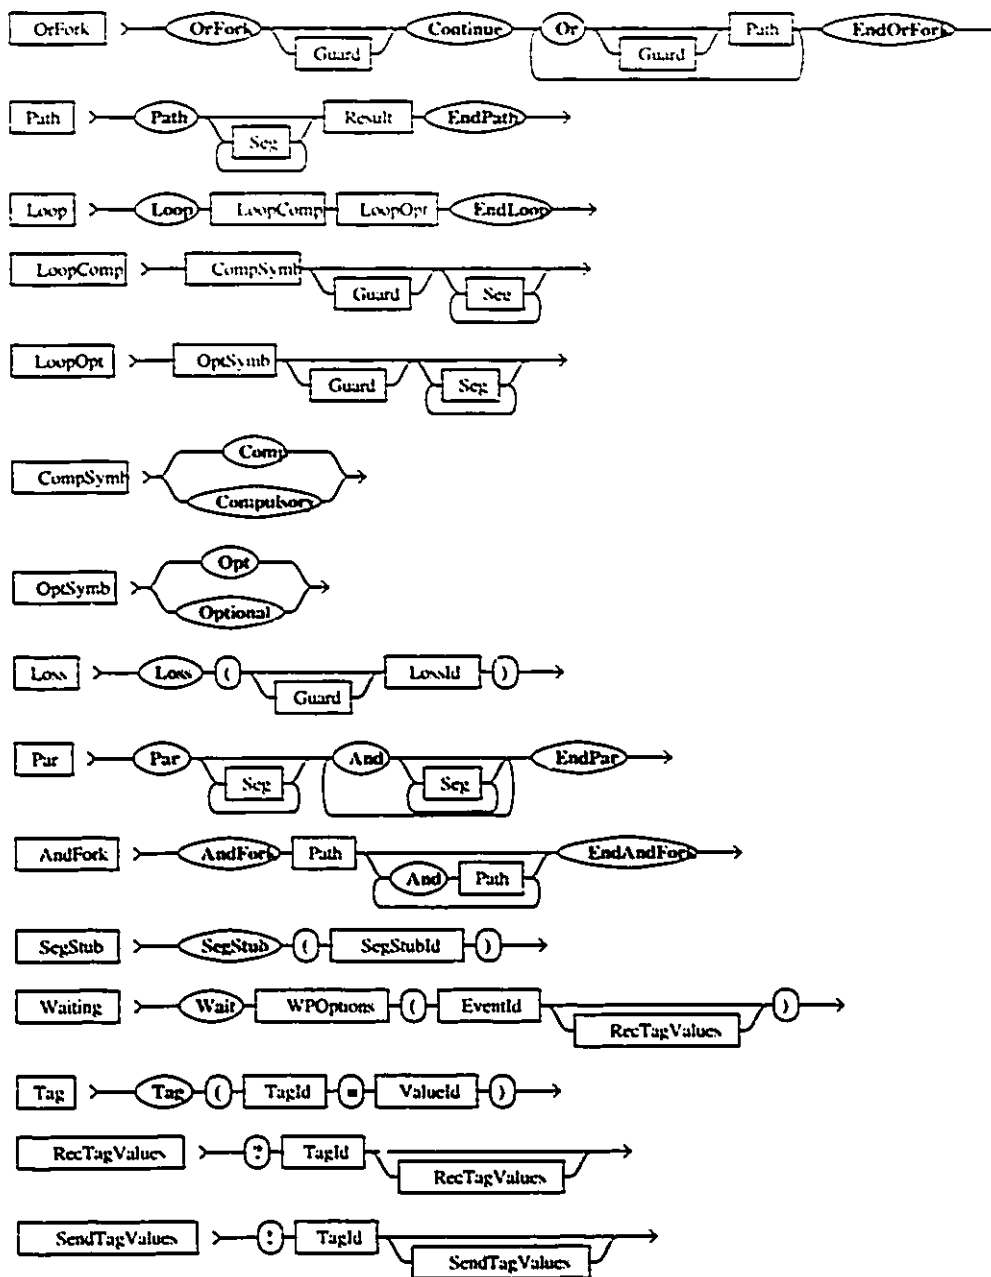 OrFork OrFork Guard Continue Or Guard Path EndOrFork
Path Path Seg Result EndPath
Loop Loop LoopComp LoopOpt EndLoop
LoopComp CompSymb Guard Seg
LoopOpt OptSymb Guard Seg
CompSymb Comp Compulsory
OptSymb Opt Optional
Loss Loss ( Guard LossId )
Par Par Seg And Seg EndPar
AndFork AndFork Path And Path EndAndFork
SegStub SegStub ( SegStubId )
Waiting Wait WPOptions ( EventId RecTagValues )
Tag Tag ( TagId = ValueId )
RecTagValues TagId RecTagValues
SendTagValues TagId SendTagValues